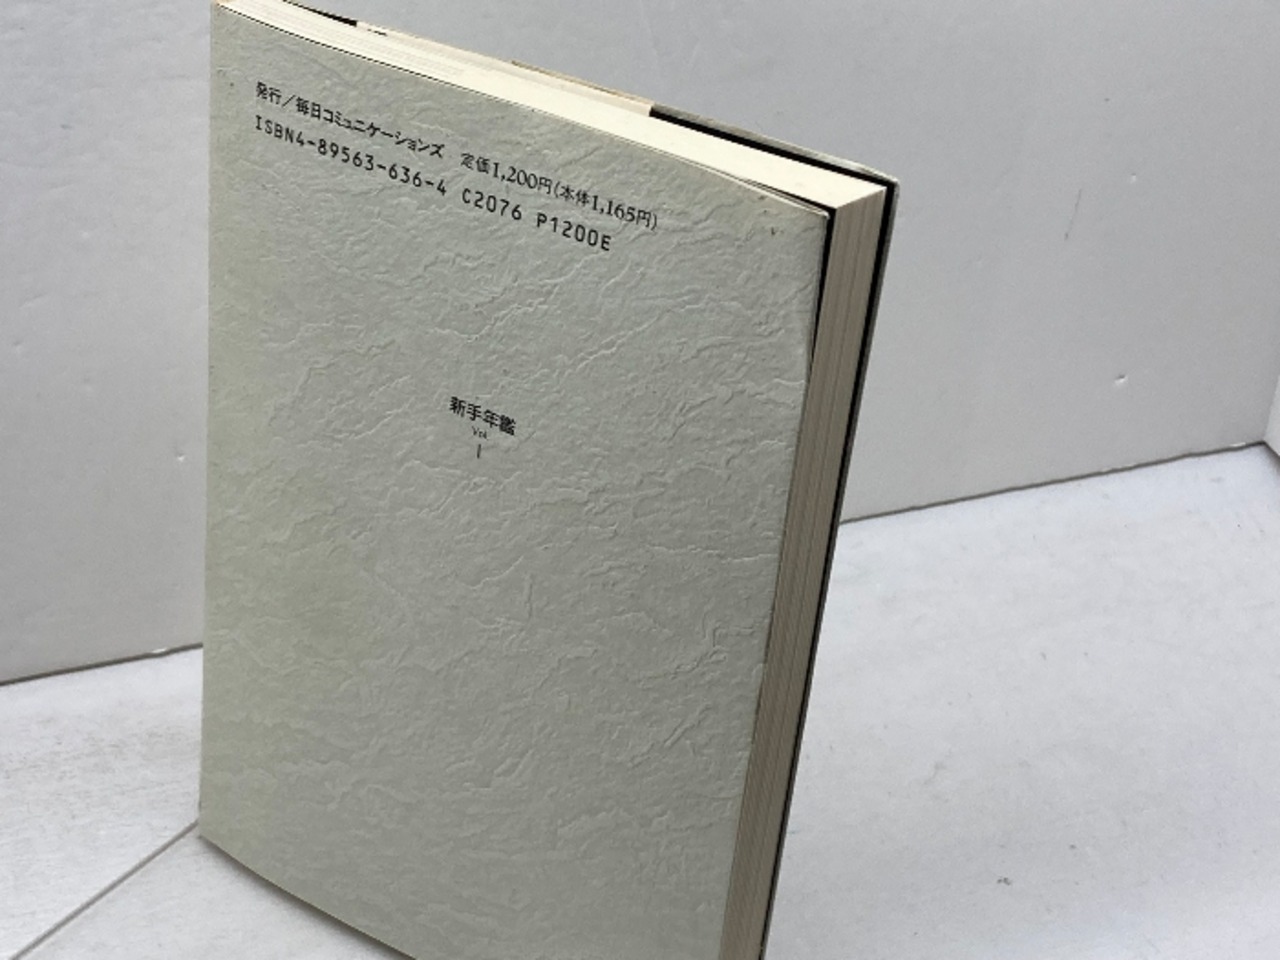 発行／毎日コミュニケーションズ 定価1,200円（本体1,165円）
ISBN4-89563-636-4 C2076 P1200E
新手年鑑
Vol.
1